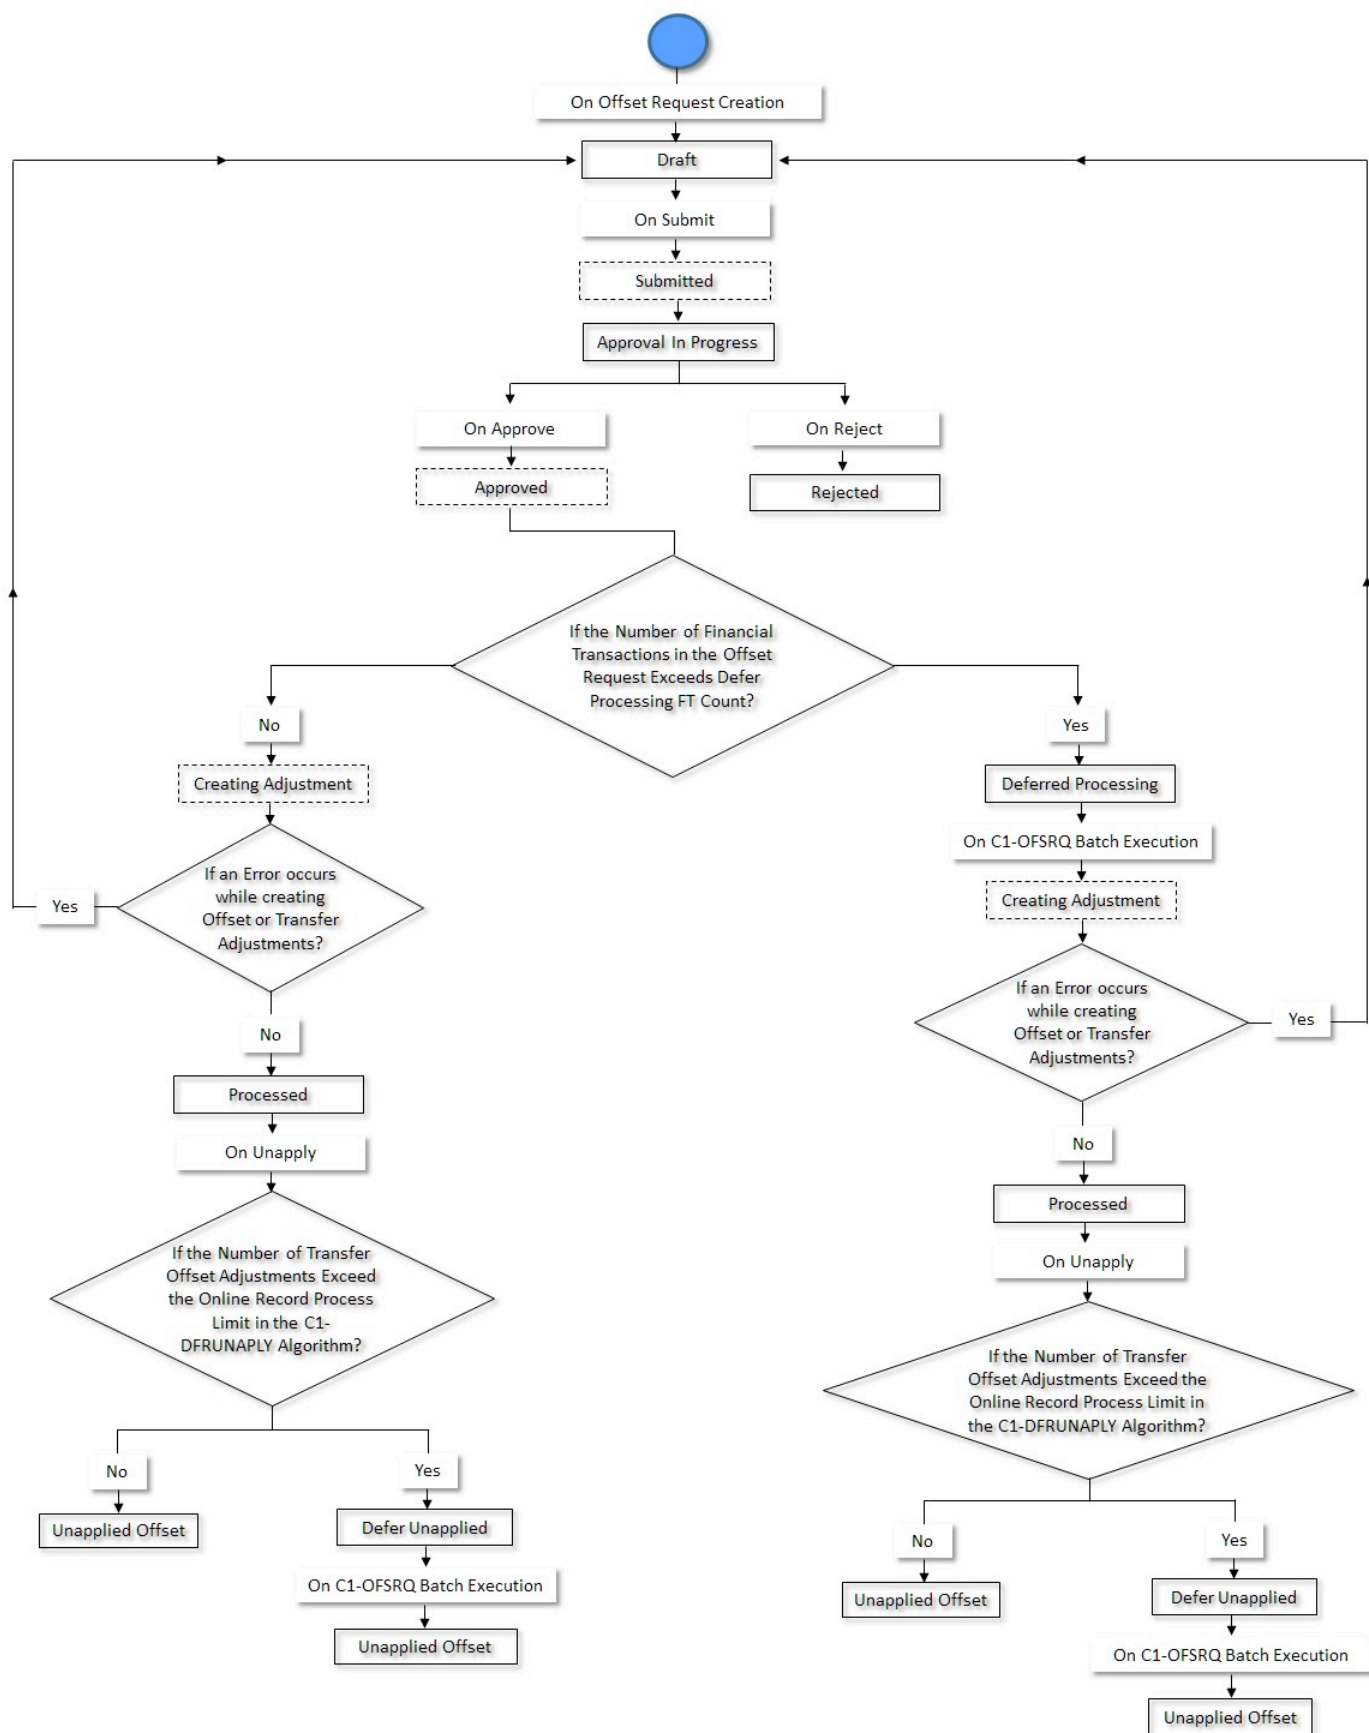 On Offset Request Creation
Draft
On Submit
Submitted
Approval In Progress
On Approve
On Reject
Approved
Rejected
If the Number of Financial
Transactions in the Offset
Request Exceeds Defer
Processing FT Count?
No
Yes
Creating Adjustment
Deferred Processing
On C1-OFSRQ Batch Execution
If an Error occurs
while creating
Offset or Transfer
Adjustments?
Yes
Creating Adjustment
If an Error occurs
while creating
Offset or Transfer
Adjustments?
Yes
No
Processed
On Unapply
No
Processed
On Unapply
If the Number of Transfer
Offset Adjustments Exceed
the Online Record Process
Limit in the C1-
DFRUNAPLY Algorithm?
If the Number of Transfer
Offset Adjustments Exceed the
Online Record Process Limit in
the C1-DFRUNAPLY Algorithm?
No
Yes
Unapplied Offset
Defer Unapplied
On C1-OFSRQ Batch Execution
Unapplied Offset
No
Yes
Unapplied Offset
Defer Unapplied
On C1-OFSRQ Batch Execution
Unapplied Offset